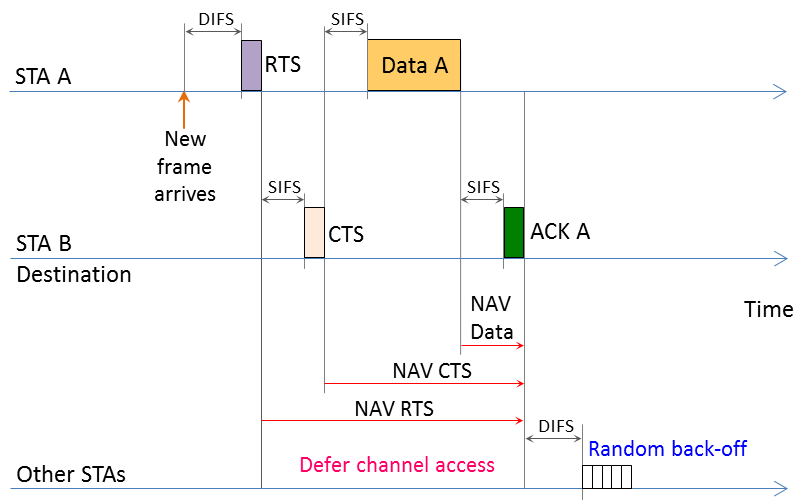 DIFS
SIFS
RTS
Data A
STA A
New
frame
arrives
SIFS
SIFS
CTS
ACK A
STA B
Destination
NAV
Data
Time
NAV CTS
NAV RTS
DIFS
Random back-off
Defer channel access
Other STAs